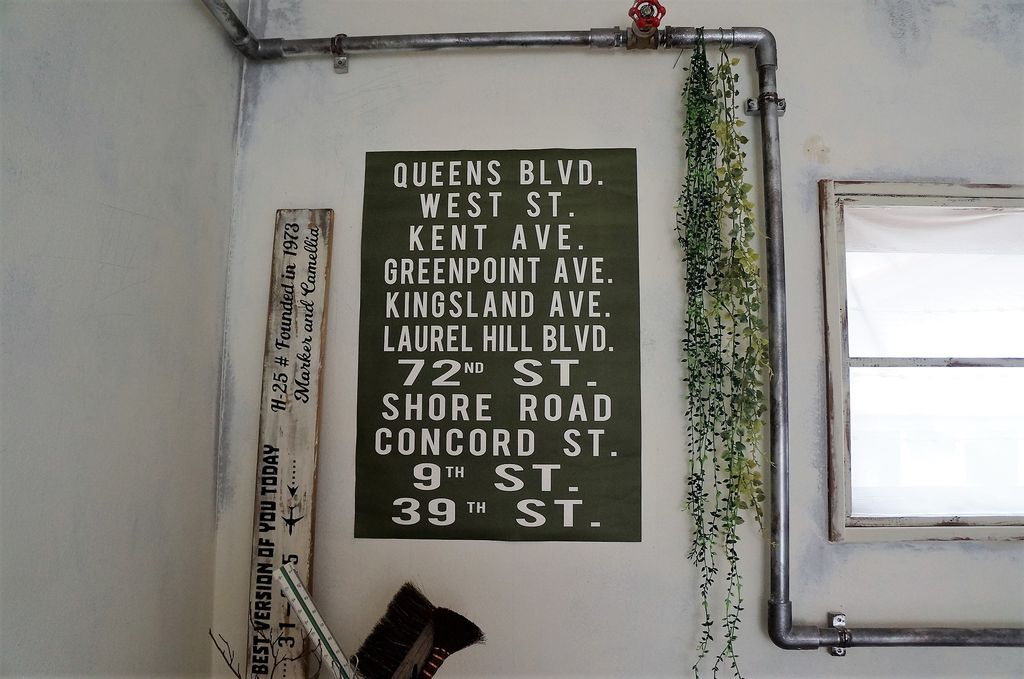 QUEENS BLVD.
WEST ST.
KENT AVE.
GREENPOINT AVE.
KINGSLAND AVE.
LAUREL HILL BLVD.
72ND ST.
SHORE ROAD
CONCORD ST.
9TH ST.
39TH ST.
H-25 # Founded in 1973
Marker and Camellia
BEST VERSION OF YOU TODAY